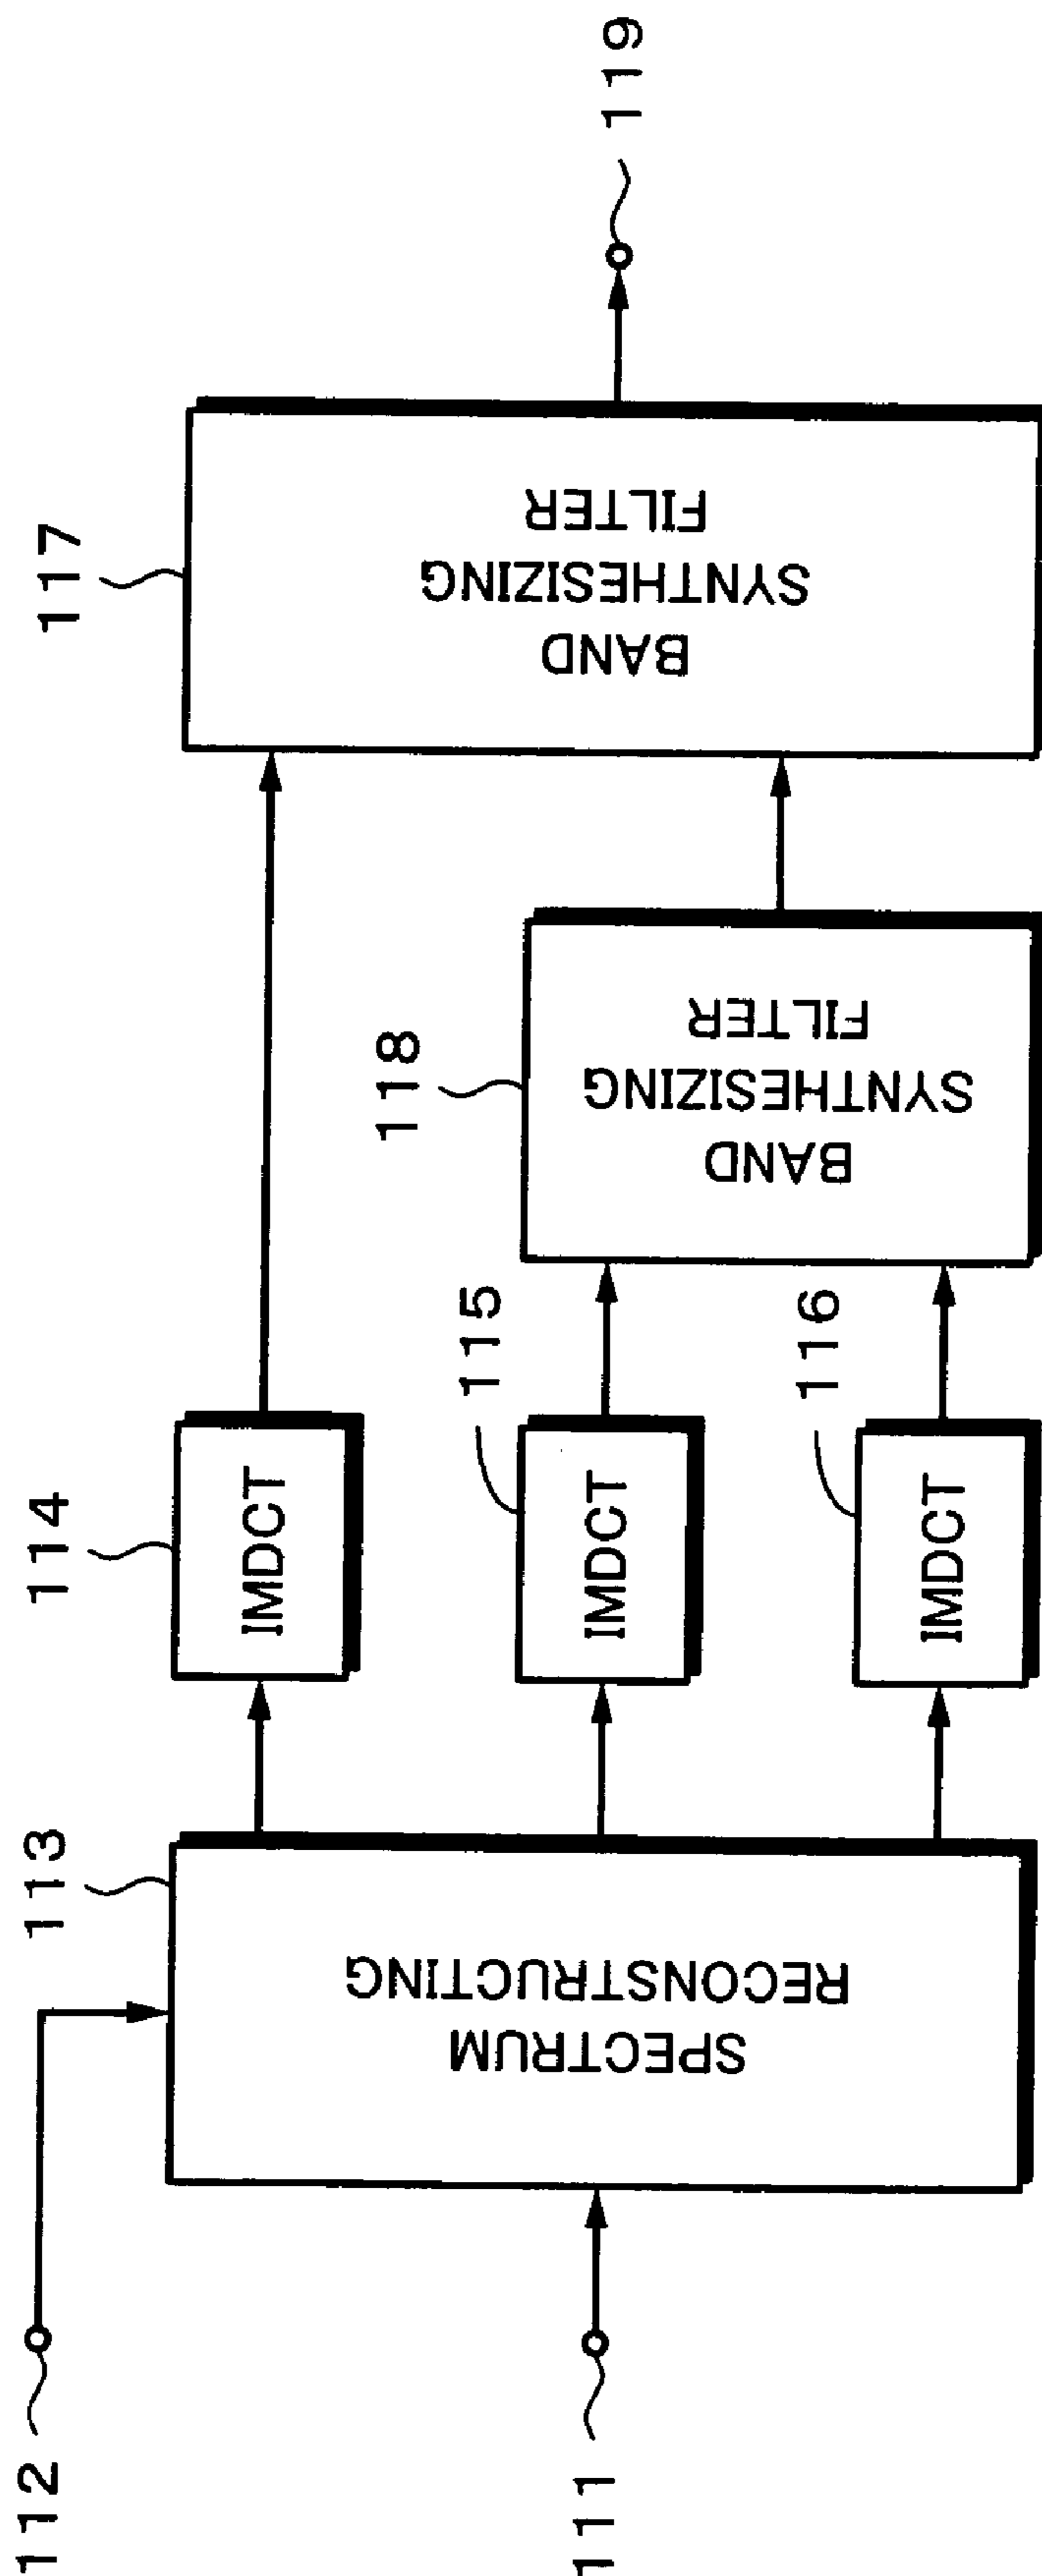 112
111
113
SPECTRUM
RECONSTRUCTING
114
IMDCT
115
IMDCT
116
IMDCT
118
BAND
SYNTHESIZING
FILTER
117
BAND
SYNTHESIZING
FILTER
119